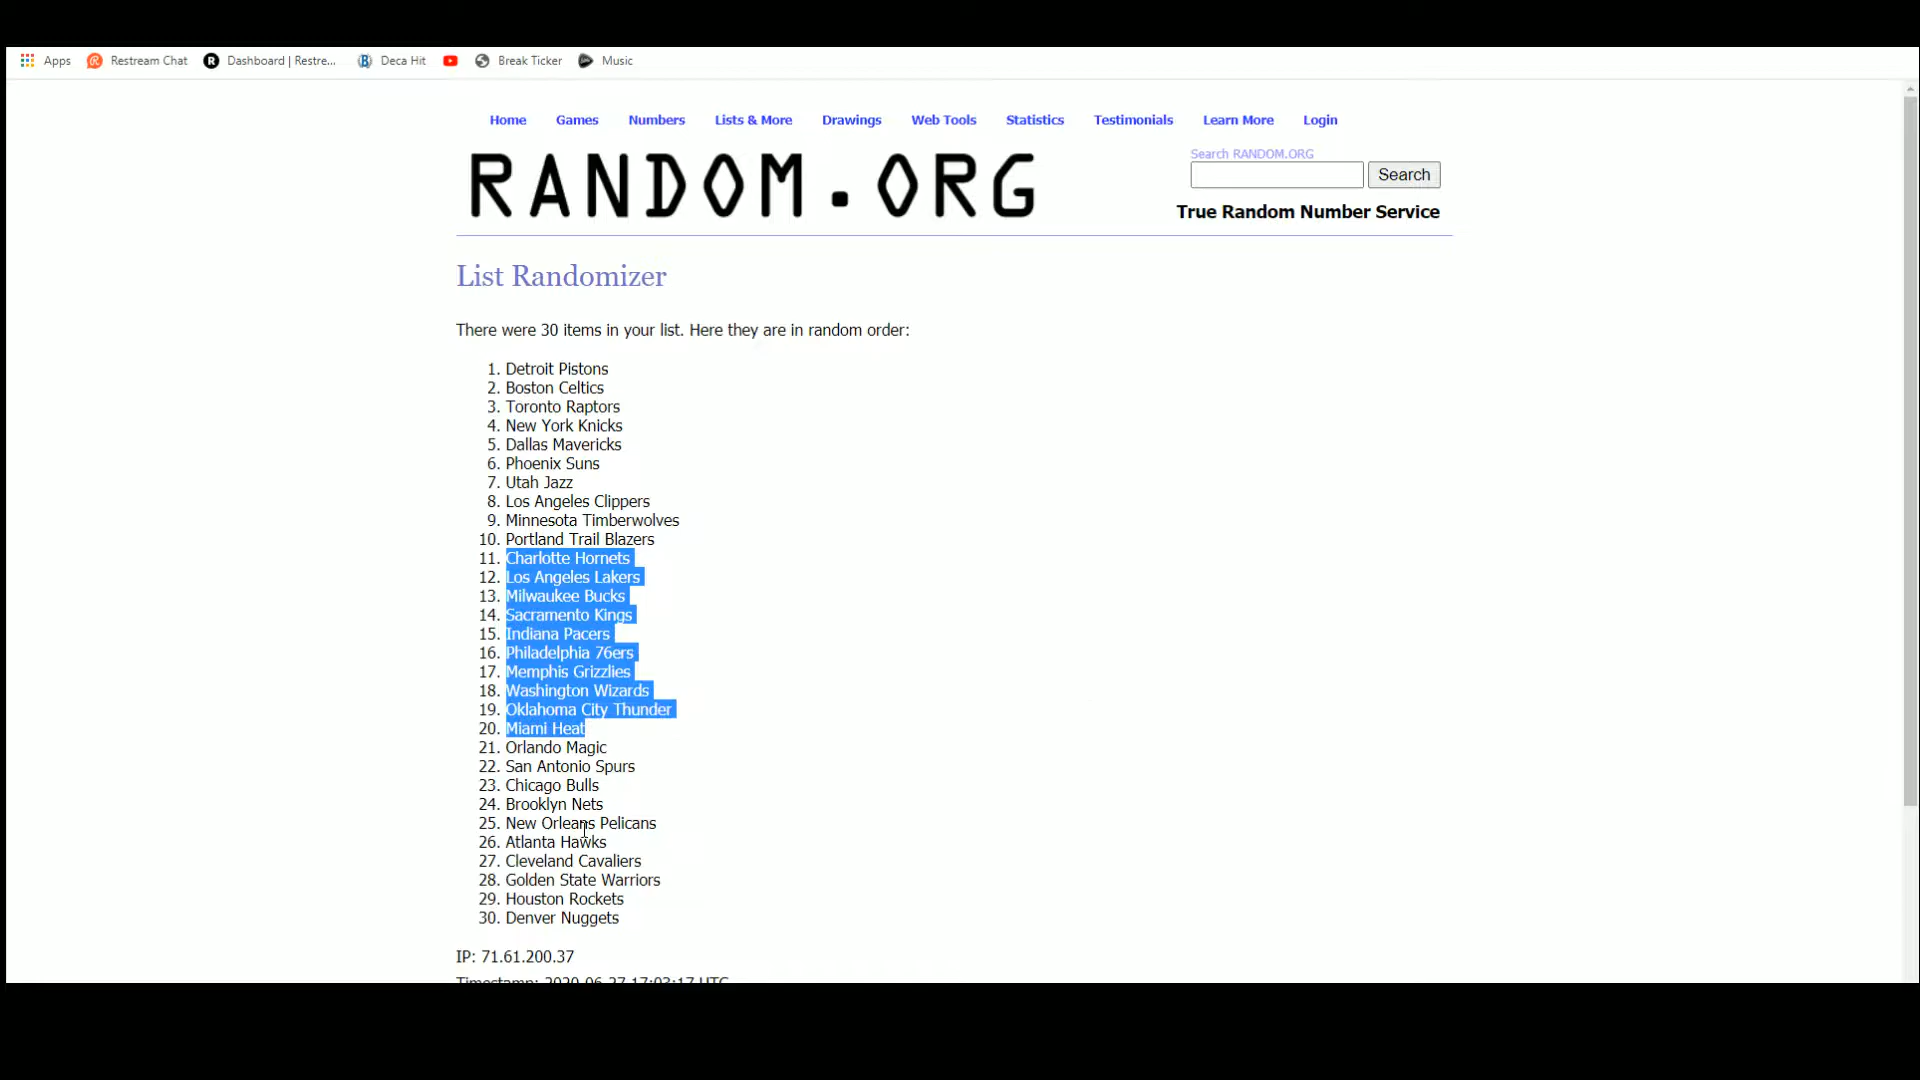 Apps Restream Chat Dashboard | Restre... Deca Hit Break Ticker Music
Home Games Numbers Lists & More Drawings Web Tools Statistics Testimonials Learn More Login
RANDOM.ORG
Search RANDOM.ORG
Search
True Random Number Service
List Randomizer
There were 30 items in your list. Here they are in random order:
1. Detroit Pistons
2. Boston Celtics
3. Toronto Raptors
4. New York Knicks
5. Dallas Mavericks
6. Phoenix Suns
7. Utah Jazz
8. Los Angeles Clippers
9. Minnesota Timberwolves
10. Portland Trail Blazers
11. Charlotte Hornets
12. Los Angeles Lakers
13. Milwaukee Bucks
14. Sacramento Kings
15. Indiana Pacers
16. Philadelphia 76ers
17. Memphis Grizzlies
18. Washington Wizards
19. Oklahoma City Thunder
20. Miami Heat
21. Orlando Magic
22. San Antonio Spurs
23. Chicago Bulls
24. Brooklyn Nets
25. New Orleans Pelicans
26. Atlanta Hawks
27. Cleveland Cavaliers
28. Golden State Warriors
29. Houston Rockets
30. Denver Nuggets
IP: 71.61.200.37
Timestamp: 2020-06-27 17:03:17 UTC